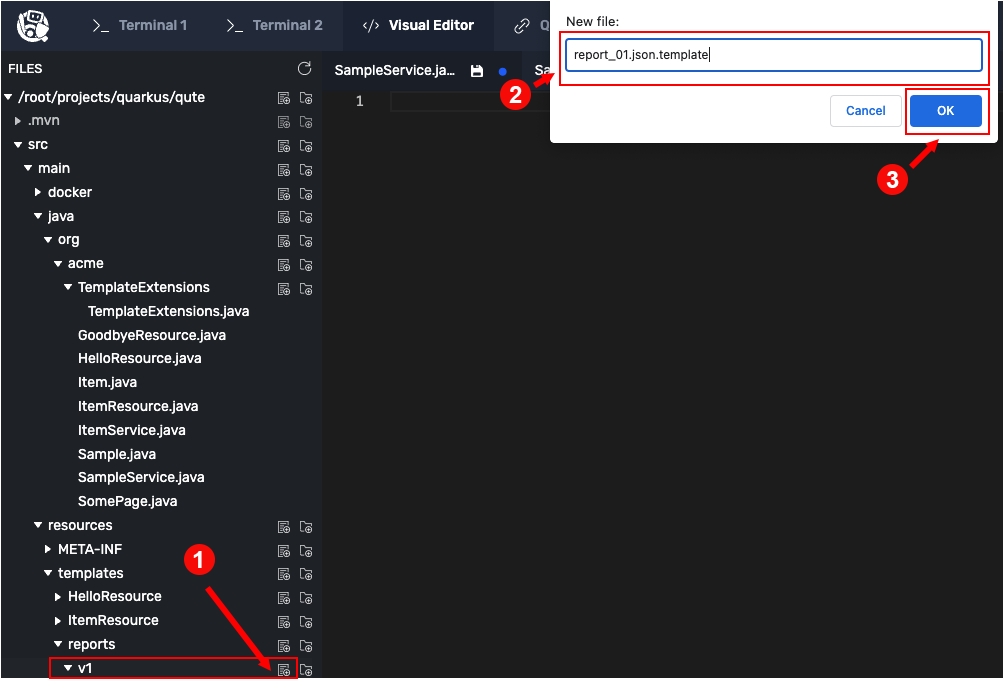 >_ Terminal 1
>_ Terminal 2
</> Visual Editor
Q
New file:
report_01.json.template
Cancel
OK
2
3
FILES
SampleService.ja...
Sa
1
/root/projects/quarkus/qute
.mvn
src
main
docker
java
org
acme
TemplateExtensions
TemplateExtensions.java
GoodbyeResource.java
HelloResource.java
Item.java
ItemResource.java
ItemService.java
Sample.java
SampleService.java
SomePage.java
resources
META-INF
1
templates
HelloResource
ItemResource
reports
v1